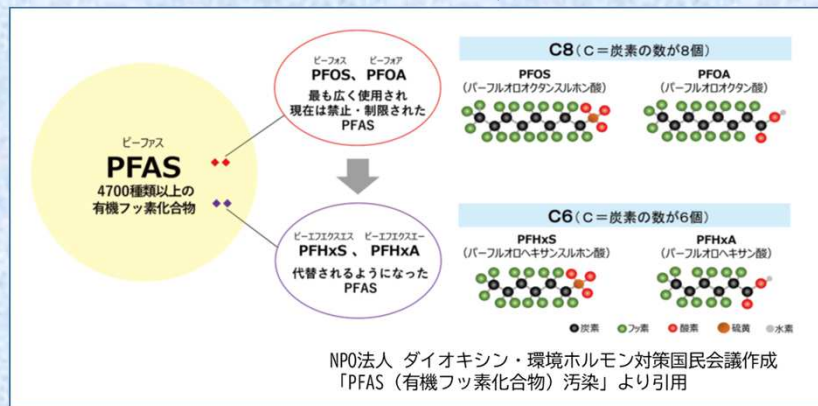 ピーファス
PFAS
4700種類以上の
有機フッ素化合物
ピーフォス ピーフォア
PFOS、PFOA
最も広く使用され
現在は禁止・制限された
PFAS
ピーエフエクスエス ピーエフエクスエー
PFHxS、PFHxA
代替されるようになった
PFAS
C8(C=炭素の数が8個)
PFOS
(パーフルオロオクタンスルホン酸)
PFOA
(パーフルオロオクタン酸)
C6(C=炭素の数が6個)
PFHxS
(パーフルオロヘキサンスルホン酸)
PFHxA
(パーフルオロヘキサン酸)
炭素 フッ素 酸素 硫黄 水素
NPO法人 ダイオキシン・環境ホルモン対策国民会議作成
「PFAS(有機フッ素化合物)汚染」より引用